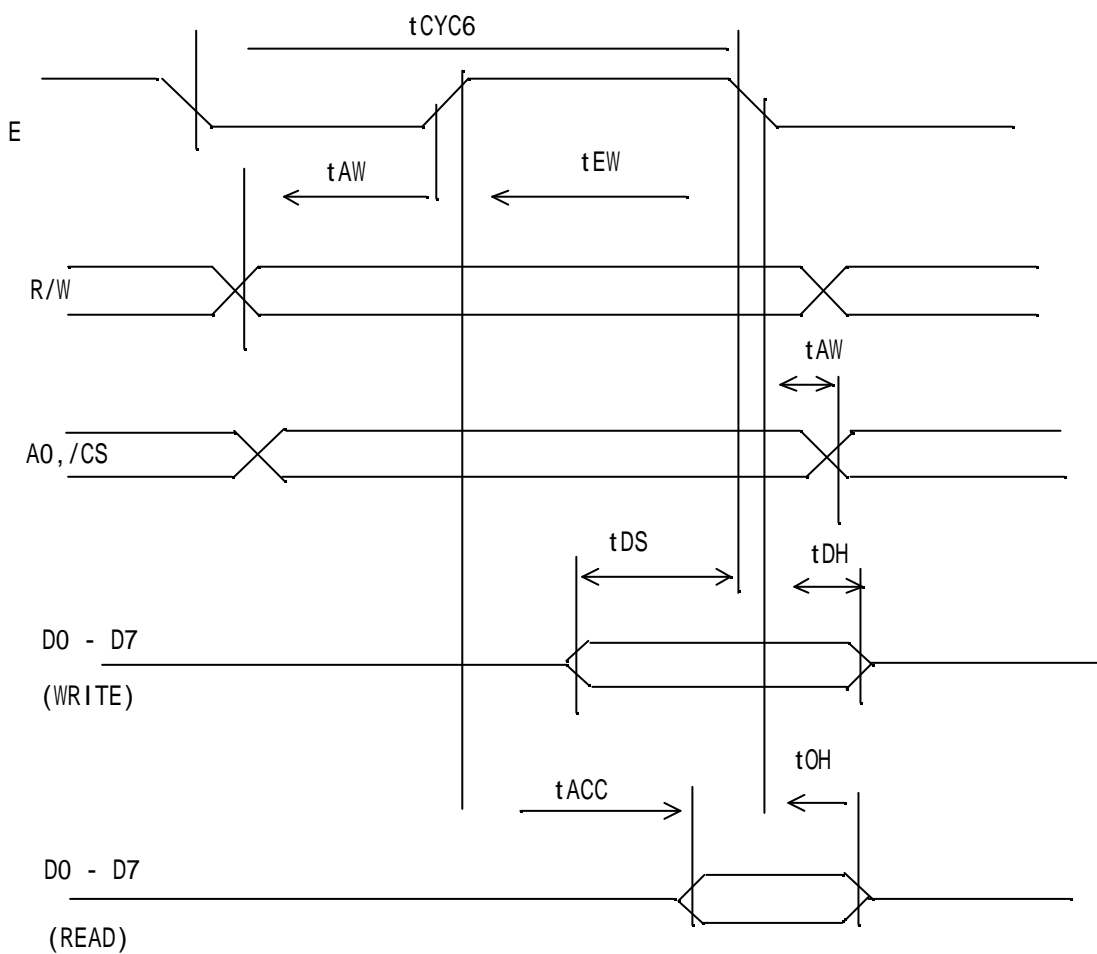 tCYC6
E
tAW
tEW
R/W
tAW
A0,/CS
tDS
tDH
D0 - D7
(WRITE)
tOH
tACC
D0 - D7
(READ)